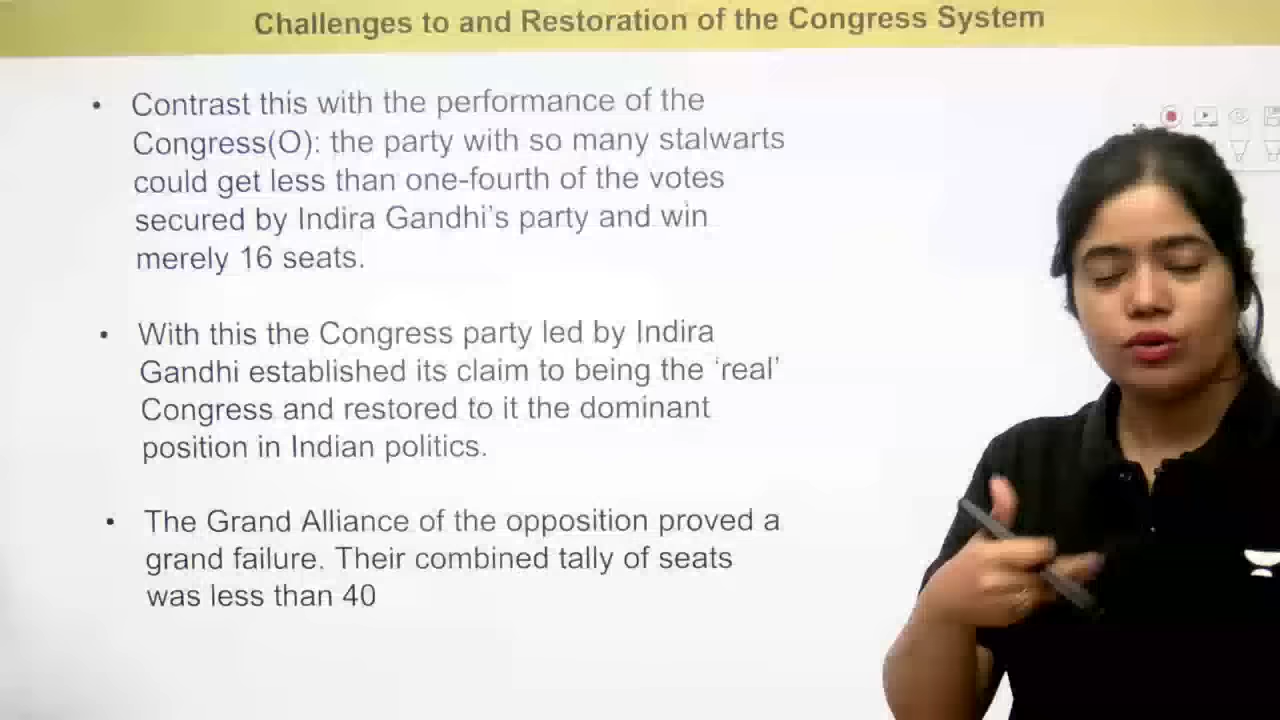 Challenges to and Restoration of the Congress System
• Contrast this with the performance of the
Congress(O): the party with so many stalwarts
could get less than one-fourth of the votes
secured by Indira Gandhi’s party and win
merely 16 seats.
• With this the Congress party led by Indira
Gandhi established its claim to being the ‘real’
Congress and restored to it the dominant
position in Indian politics.
• The Grand Alliance of the opposition proved a
grand failure. Their combined tally of seats
was less than 40